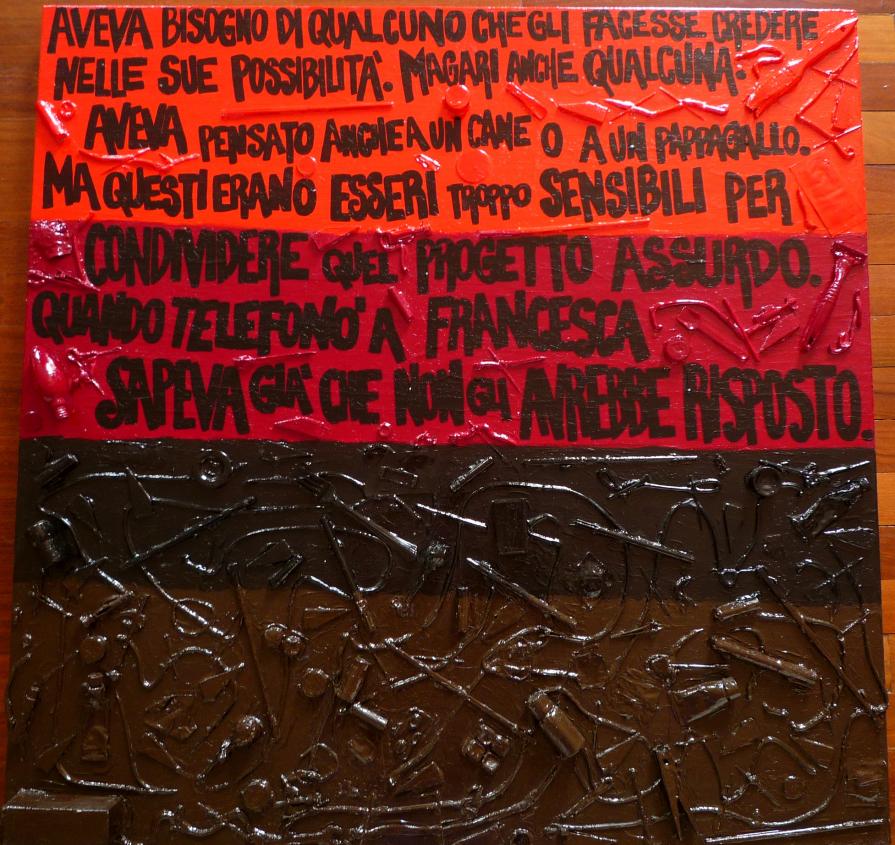 AVEVA BISOGNO DI QUALCUNO CHE GLI FACESSE CREDERE
NELLE SUE POSSIBILITA'. MAGARI ANCHE QUALCUNA.
AVEVA PENSATO ANCHE A UN CANE O A UN PAPPAGALLO.
MA QUESTI ERANO ESSERI TROPPO SENSIBILI PER
CONDIVIDERE QUEL PROGETTO ASSURDO.
QUANDO TELEFONO' A FRANCESCA
SAPEVA GIA' CHE NON GLI AVREBBE RISPOSTO.